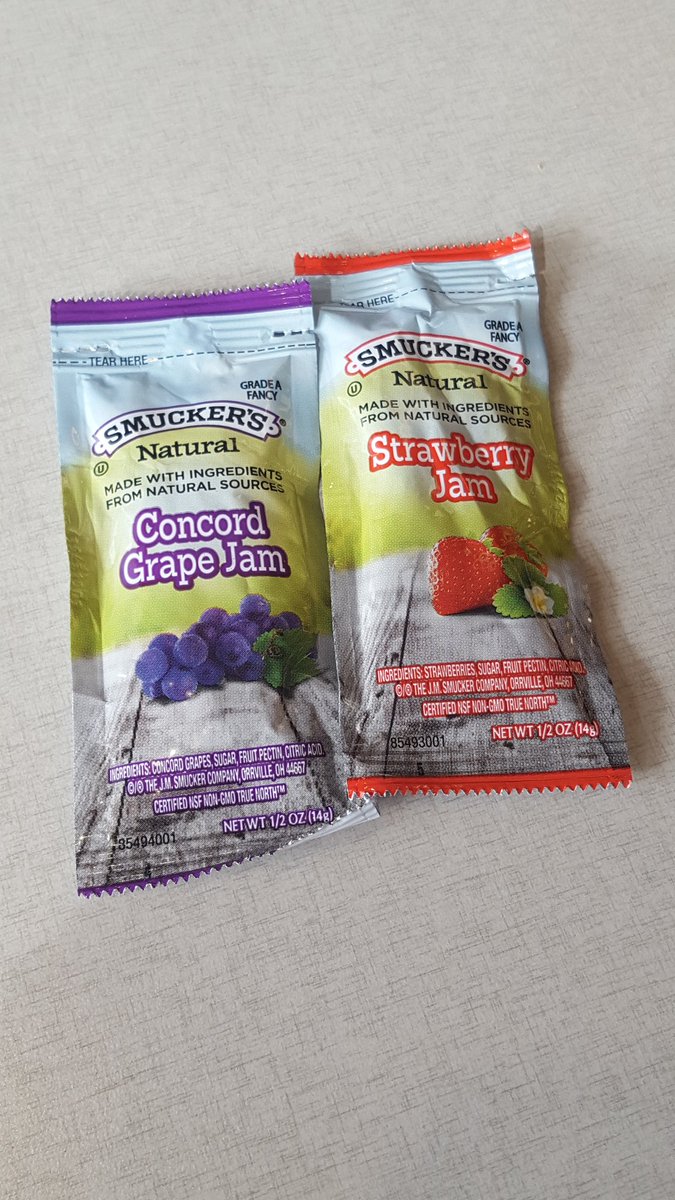 TEAR HERE
GRADE A
FANCY
SMUCKER'S®
Natural
U
MADE WITH INGREDIENTS
FROM NATURAL SOURCES
Concord
Grape Jam
INGREDIENTS: CONCORD GRAPES, SUGAR, FRUIT PECTIN, CITRIC ACID.
©/® THE J.M. SMUCKER COMPANY, ORRVILLE, OH 44667
CERTIFIED NSF NON-GMO TRUE NORTH™
NET WT 1/2 OZ (14g)
85494001
TEAR HERE
GRADE A
FANCY
SMUCKER'S®
Natural
U
MADE WITH INGREDIENTS
FROM NATURAL SOURCES
Strawberry
Jam
INGREDIENTS: STRAWBERRIES, SUGAR, FRUIT PECTIN, CITRIC ACID.
©/® THE J.M. SMUCKER COMPANY, ORRVILLE, OH 44667
CERTIFIED NSF NON-GMO TRUE NORTH™
NET WT 1/2 OZ (14g)
85493001